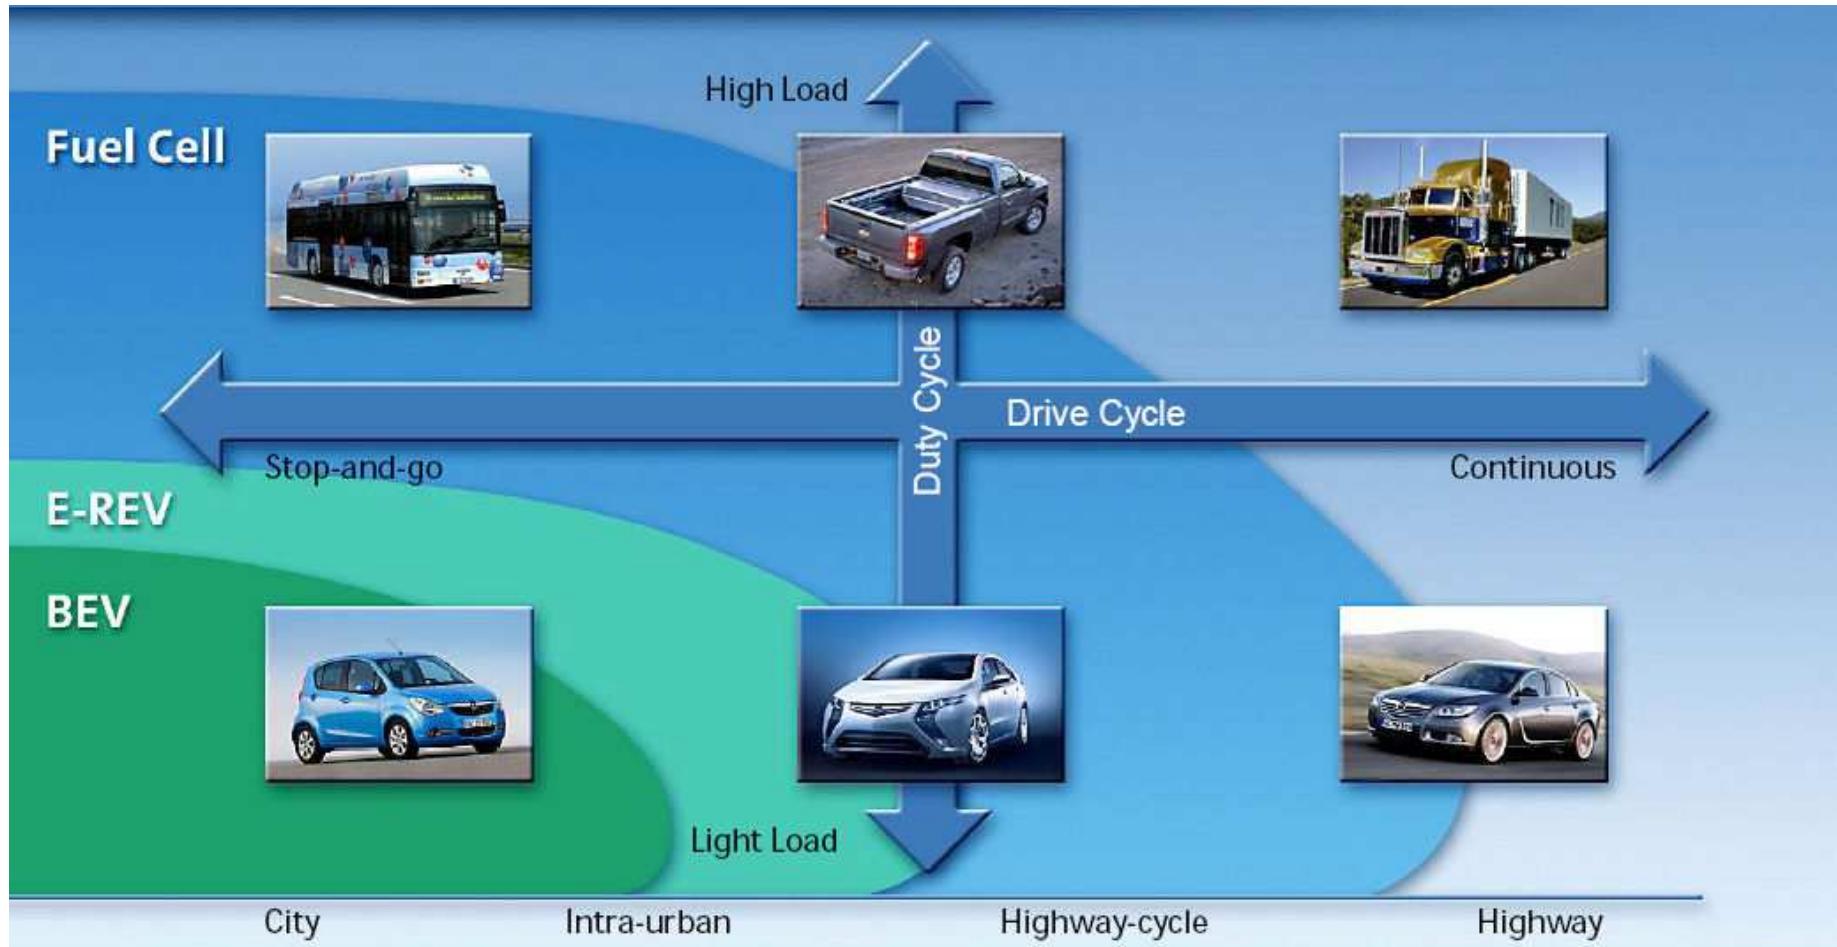 High Load
Fuel Cell
Duty Cycle
Drive Cycle
Stop-and-go
Continuous
E-REV
BEV
Light Load
City
Intra-urban
Highway-cycle
Highway